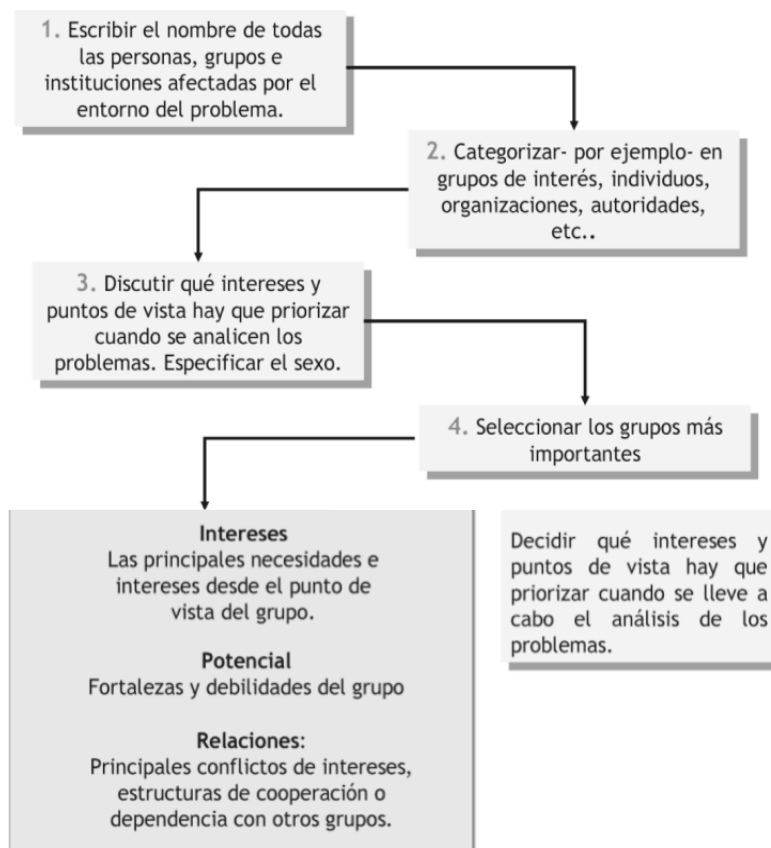 1. Escribir el nombre de todas
las personas, grupos e
instituciones afectadas por el
entorno del problema.
2. Categorizar- por ejemplo- en
grupos de interés, individuos,
organizaciones, autoridades,
etc..
3. Discutir qué intereses y
puntos de vista hay que priorizar
cuando se analicen los
problemas. Especificar el sexo.
4. Seleccionar los grupos más
importantes
Intereses
Las principales necesidades e
intereses desde el punto de
vista del grupo.
Potencial
Fortalezas y debilidades del grupo
Relaciones:
Principales conflictos de intereses,
estructuras de cooperación o
dependencia con otros grupos.
Decidir qué intereses y
puntos de vista hay que
priorizar cuando se lleve a
cabo el análisis de los
problemas.